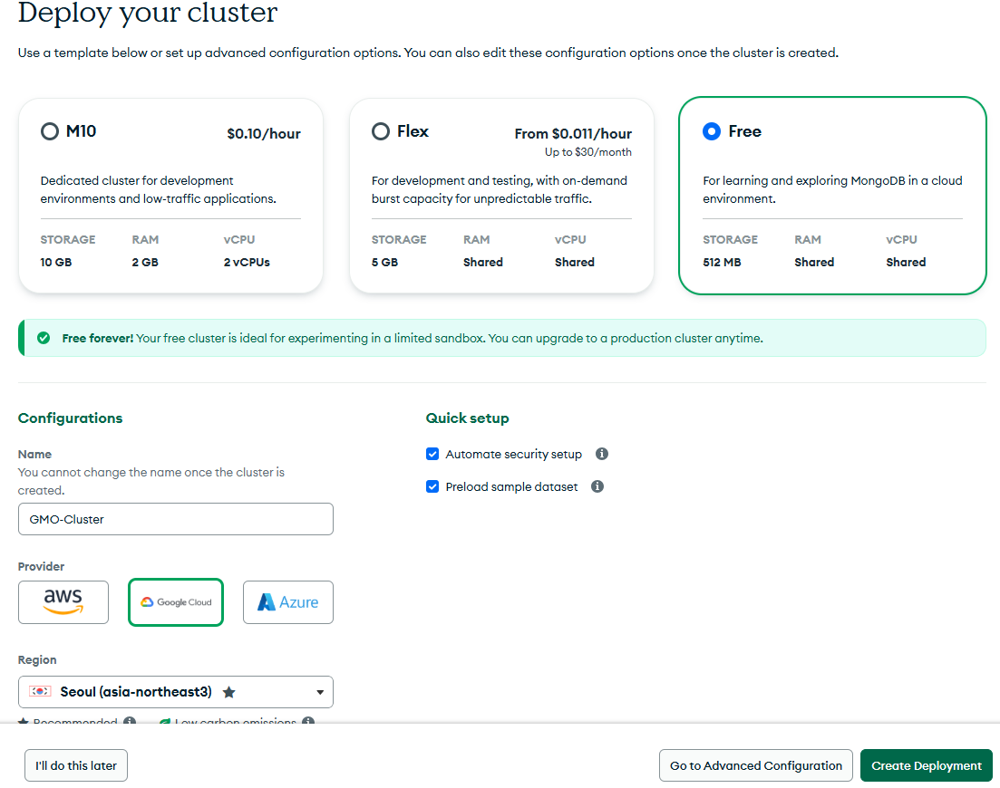 Deploy your cluster
Use a template below or set up advanced configuration options. You can also edit these configuration options once the cluster is created.
M10
$0.10/hour
Dedicated cluster for development
environments and low-traffic applications.
STORAGE RAM vCPU
10 GB 2 GB 2 vCPUs
Flex
From $0.011/hour
Up to $30/month
For development and testing, with on-demand
burst capacity for unpredictable traffic.
STORAGE RAM vCPU
5 GB Shared Shared
Free
For learning and exploring MongoDB in a cloud
environment.
STORAGE RAM vCPU
512 MB Shared Shared
Free forever! Your free cluster is ideal for experimenting in a limited sandbox. You can upgrade to a production cluster anytime.
Configurations
Name
You cannot change the name once the cluster is
created.
GMO-Cluster
Provider
aws
Google Cloud
Azure
Region
Seoul (asia-northeast3) ★
★ Recommended Low carbon emissions
Quick setup
Automate security setup
Preload sample dataset
I'll do this later
Go to Advanced Configuration
Create Deployment